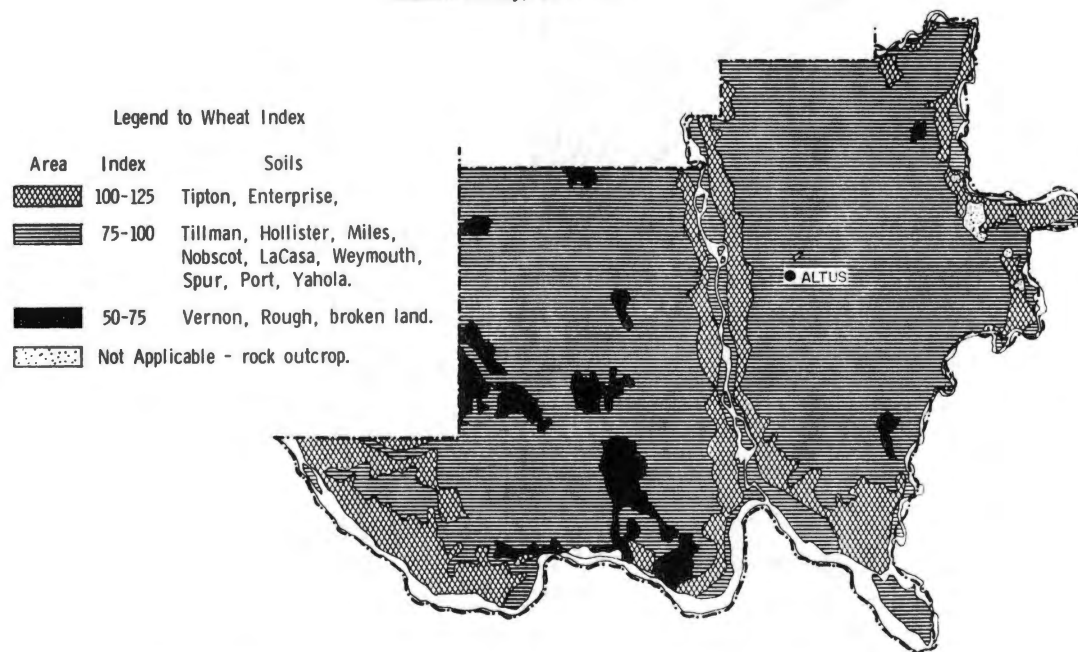 Legend to Wheat Index
Area Index Soils
100-125 Tipton, Enterprise,
75-100 Tillman, Hollister, Miles,
Nobscot, LaCasa, Weymouth,
Spur, Port, Yahola.
50-75 Vernon, Rough, broken land.
Not Applicable - rock outcrop.
ALTUS